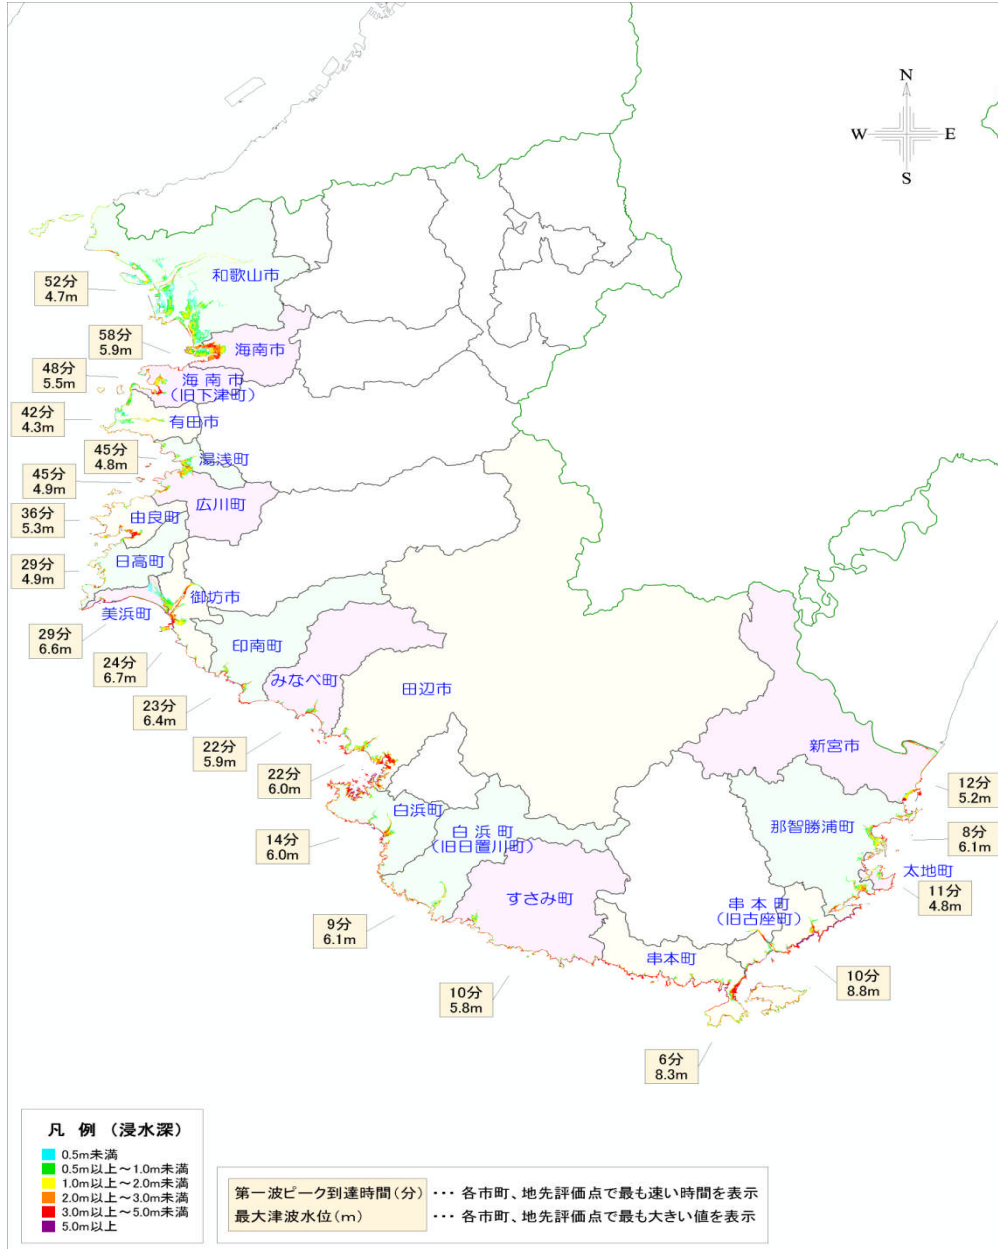 N
W
E
S
和歌山市
52分
4.7m
58分
5.9m
海南市
48分
5.5m
海南市
(旧下津町)
42分
4.3m
有田市
45分
4.8m
湯浅町
45分
4.9m
広川町
36分
5.3m
由良町
29分
4.9m
日高町
美浜町
御坊市
29分
6.6m
24分
6.7m
印南町
みなべ町
田辺市
23分
6.4m
22分
5.9m
22分
6.0m
新宮市
12分
5.2m
白浜町
白浜町
(旧日置川町)
那智勝浦町
8分
6.1m
14分
6.0m
太地町
11分
4.8m
すさみ町
串本町
(旧古座町)
9分
6.1m
串本町
10分
5.8m
10分
8.8m
6分
8.3m
凡 例 (浸水深)
0.5m未満
0.5m以上～1.0m未満
1.0m以上～2.0m未満
2.0m以上～3.0m未満
3.0m以上～5.0m未満
5.0m以上
第一波ピーク到達時間(分) ･･･ 各市町、地先評価点で最も速い時間を表示
最大津波水位(m) ･･･ 各市町、地先評価点で最も大きい値を表示